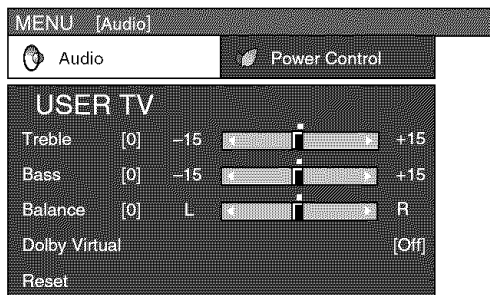 MENU [Audio]
Audio Power Control
USER TV
Treble [0] –15 +15
Bass [0] –15 +15
Balance [0] L R
Dolby Virtual [Off]
Reset